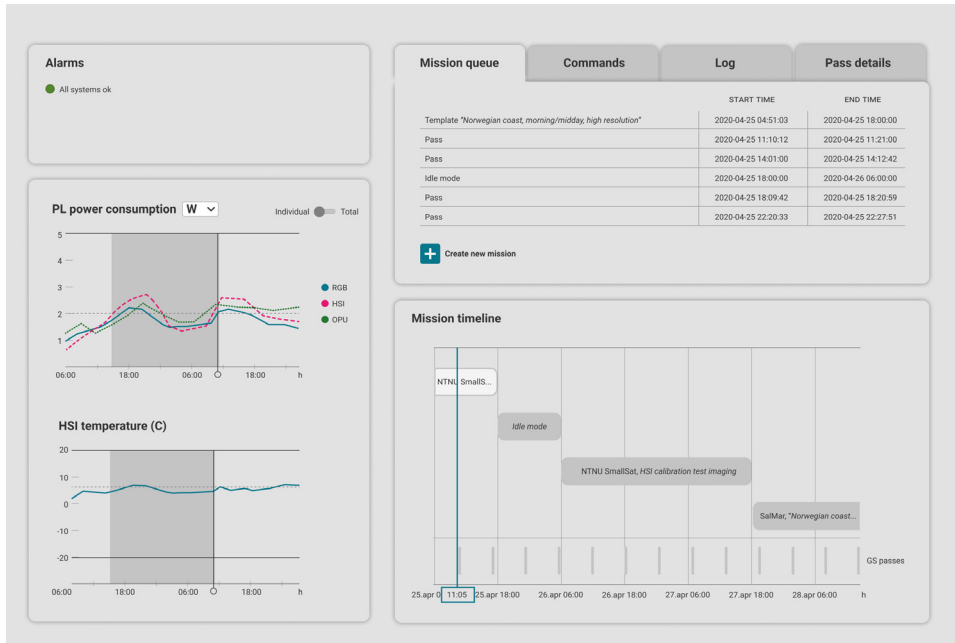 Alarms
All systems ok
PL power consumption W
Individual Total
5
4
3
2
1
06:00 18:00 06:00 18:00 h
RGB
HSI
OPU
HSI temperature (C)
20
10
0
-10
-20
06:00 18:00 06:00 18:00 h
Mission queue Commands Log Pass details
START TIME END TIME
Template "Norwegian coast, morning/midday, high resolution" 2020-04-25 04:51:03 2020-04-25 18:00:00
Pass 2020-04-25 11:10:12 2020-04-25 11:21:00
Pass 2020-04-25 14:01:00 2020-04-25 14:12:42
Idle mode 2020-04-25 18:00:00 2020-04-26 06:00:00
Pass 2020-04-25 18:09:42 2020-04-25 18:20:59
Pass 2020-04-25 22:20:33 2020-04-25 22:27:51
Create new mission
Mission timeline
NTNU SmallS...
Idle mode
NTNU SmallSat, HSI calibration test imaging
SalMar, "Norwegian coast...
GS passes
25.apr 0 11:05 25.apr 18:00 26.apr 06:00 26.apr 18:00 27.apr 06:00 27.apr 18:00 28.apr 06:00 h